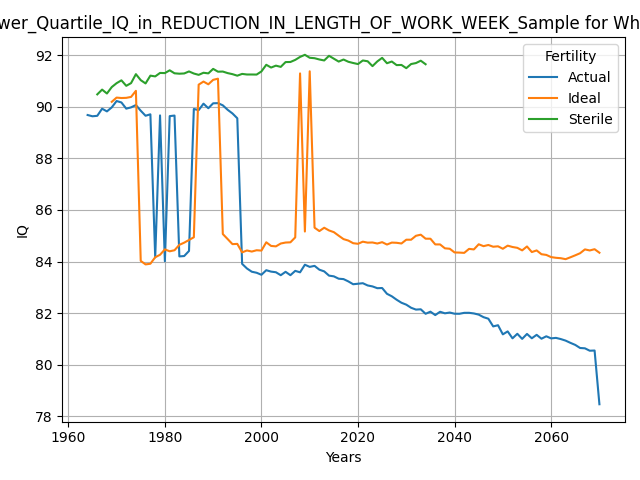 wer_Quartile_IQ_in_REDUCTION_IN_LENGTH_OF_WORK_WEEK_Sample for Wh
Fertility
Actual
Ideal
Sterile
IQ
92
90
88
86
84
82
80
78
1960
1980
2000
2020
2040
2060
Years